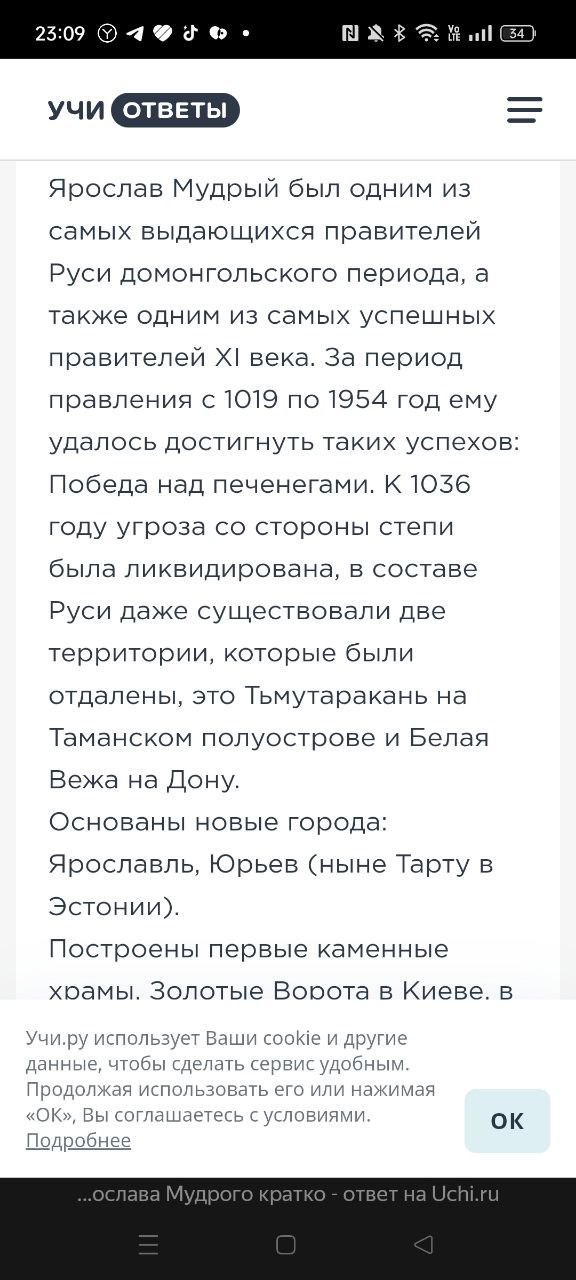 23:09
VO
LTE
34
УЧИ ОТВЕТЫ
Ярослав Мудрый был одним из
самых выдающихся правителей
Руси домонгольского периода, а
также одним из самых успешных
правителей XI века. За период
правления с 1019 по 1954 год ему
удалось достигнуть таких успехов:
Победа над печенегами. К 1036
году угроза со стороны степи
была ликвидирована, в составе
Руси даже существовали две
территории, которые были
отдалены, это Тьмутаракань на
Таманском полуострове и Белая
Вежа на Дону.
Основаны новые города:
Ярославль, Юрьев (ныне Тарту в
Эстонии).
Построены первые каменные
храмы, Золотые Ворота в Киеве, в
Учи.ру использует Ваши cookie и другие
данные, чтобы сделать сервис удобным.
Продолжая использовать его или нажимая
«ОК», Вы соглашаетесь с условиями.
Подробнее
ОК
...ослава Мудрого кратко - ответ на Uchi.ru